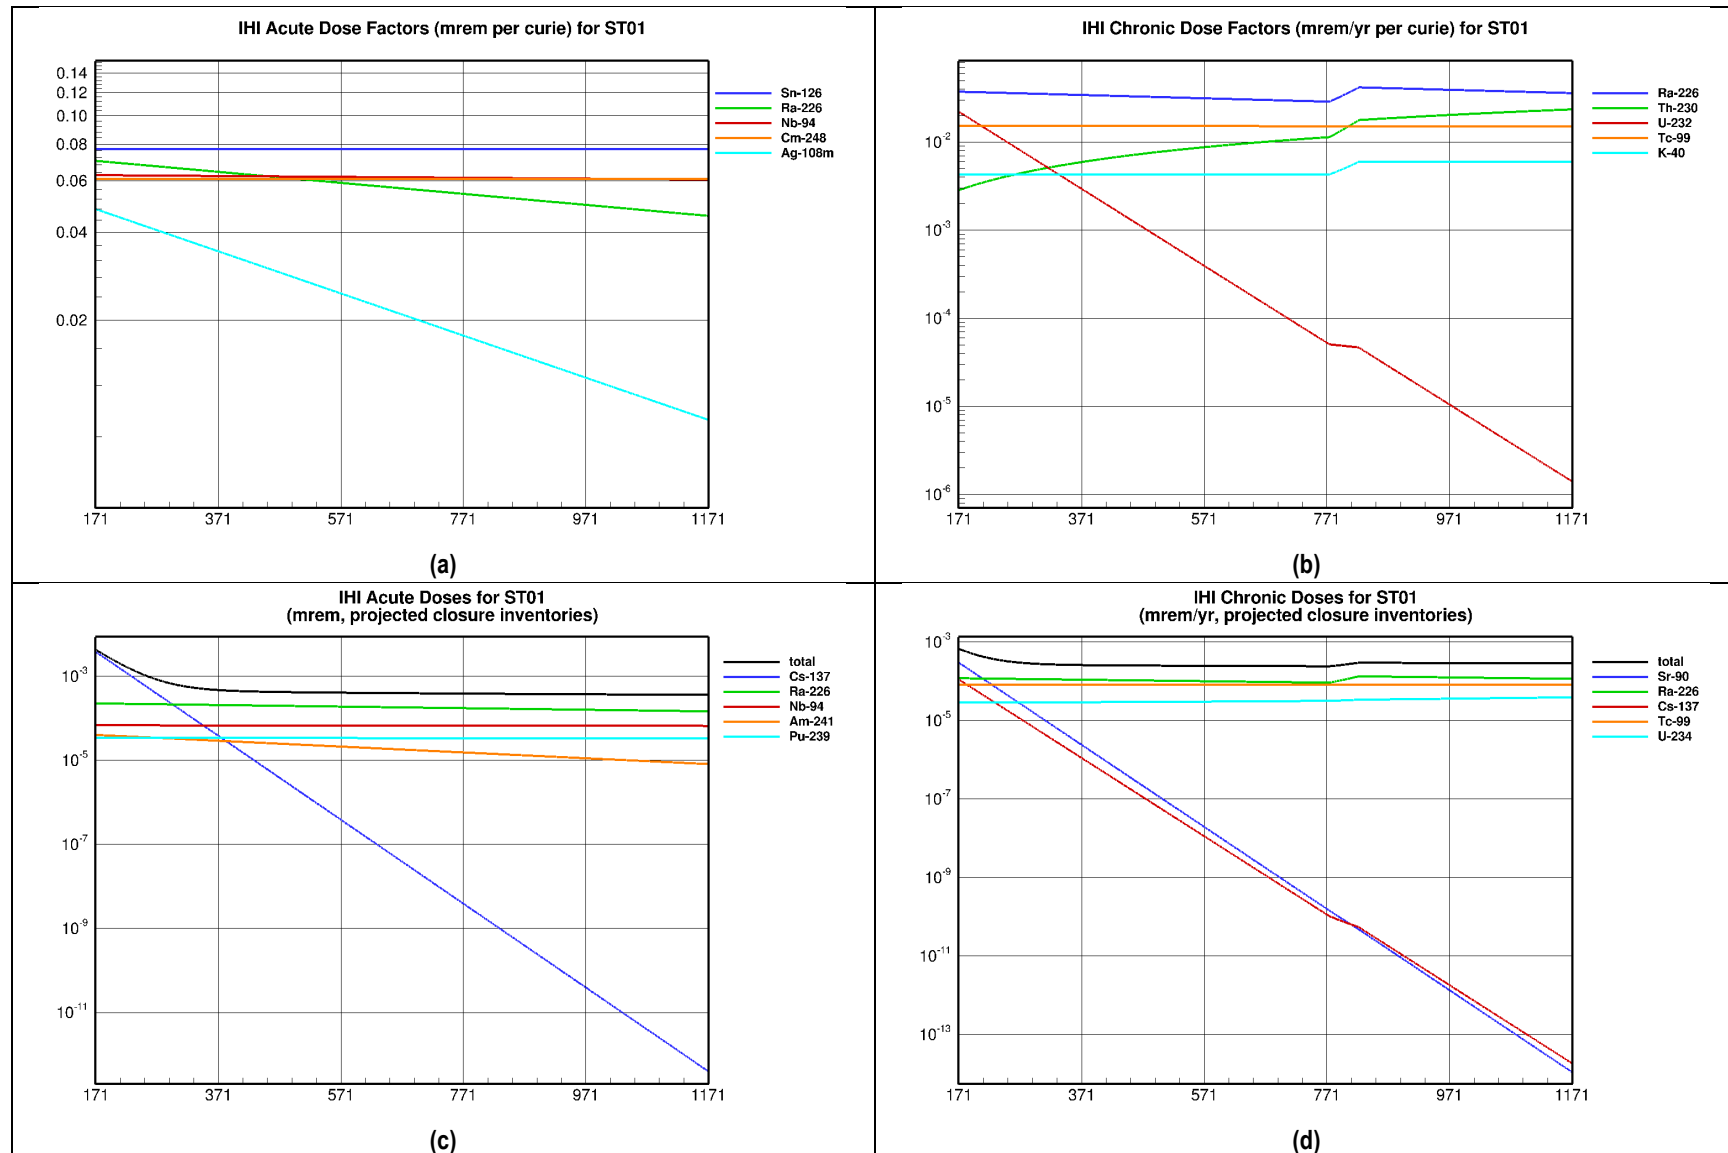 IHI Acute Dose Factors (mrem per curie) for ST01
0.14
0.12
0.10
0.08
0.06
0.04
0.02
171 371 571 771 971 1171
Sn-126
Ra-226
Nb-94
Cm-248
Ag-108m
(a)
IHI Chronic Dose Factors (mrem/yr per curie) for ST01
10-2
10-3
10-4
10-5
10-6
171 371 571 771 971 1171
Ra-226
Th-230
U-232
Tc-99
K-40
(b)
IHI Acute Doses for ST01
(mrem, projected closure inventories)
10-3
10-5
10-7
10-9
10-11
171 371 571 771 971 1171
total
Cs-137
Ra-226
Nb-94
Am-241
Pu-239
(c)
IHI Chronic Doses for ST01
(mrem/yr, projected closure inventories)
10-3
10-5
10-7
10-9
10-11
10-13
171 371 571 771 971 1171
total
Sr-90
Ra-226
Cs-137
Tc-99
U-234
(d)